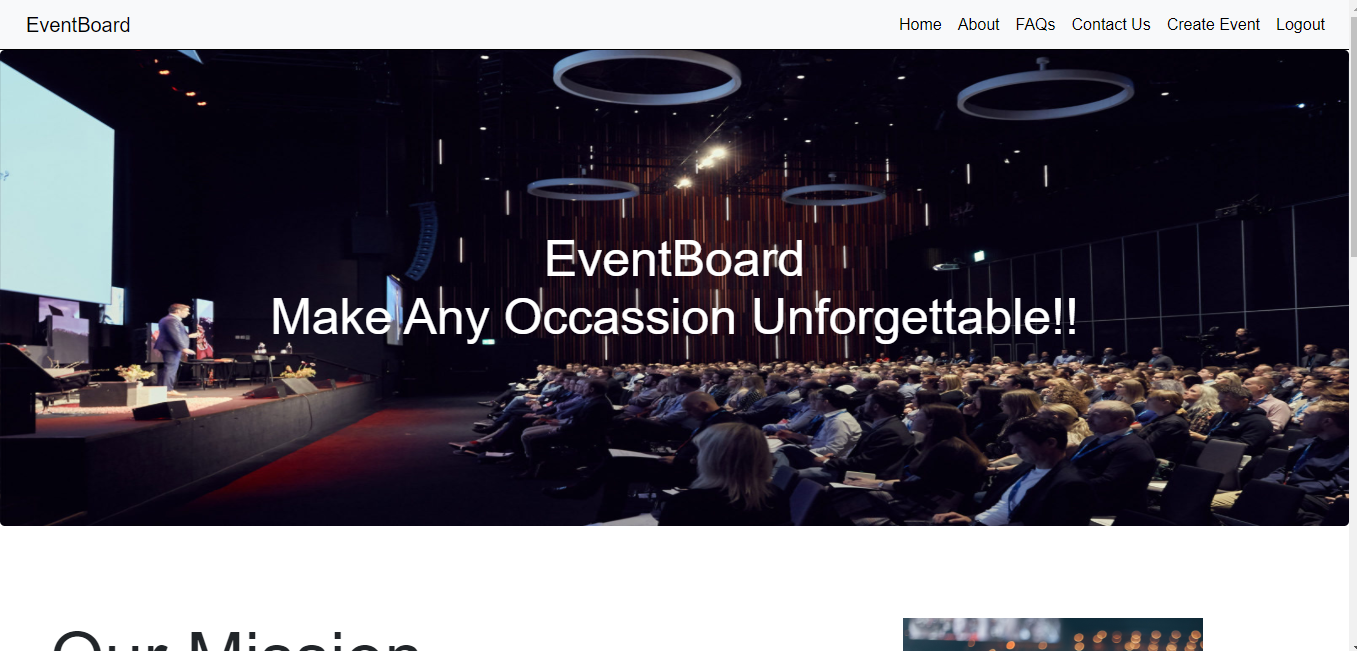 EventBoard
Home About FAQs Contact Us Create Event Logout
EventBoard
Make Any Occassion Unforgettable!!
Our Mission